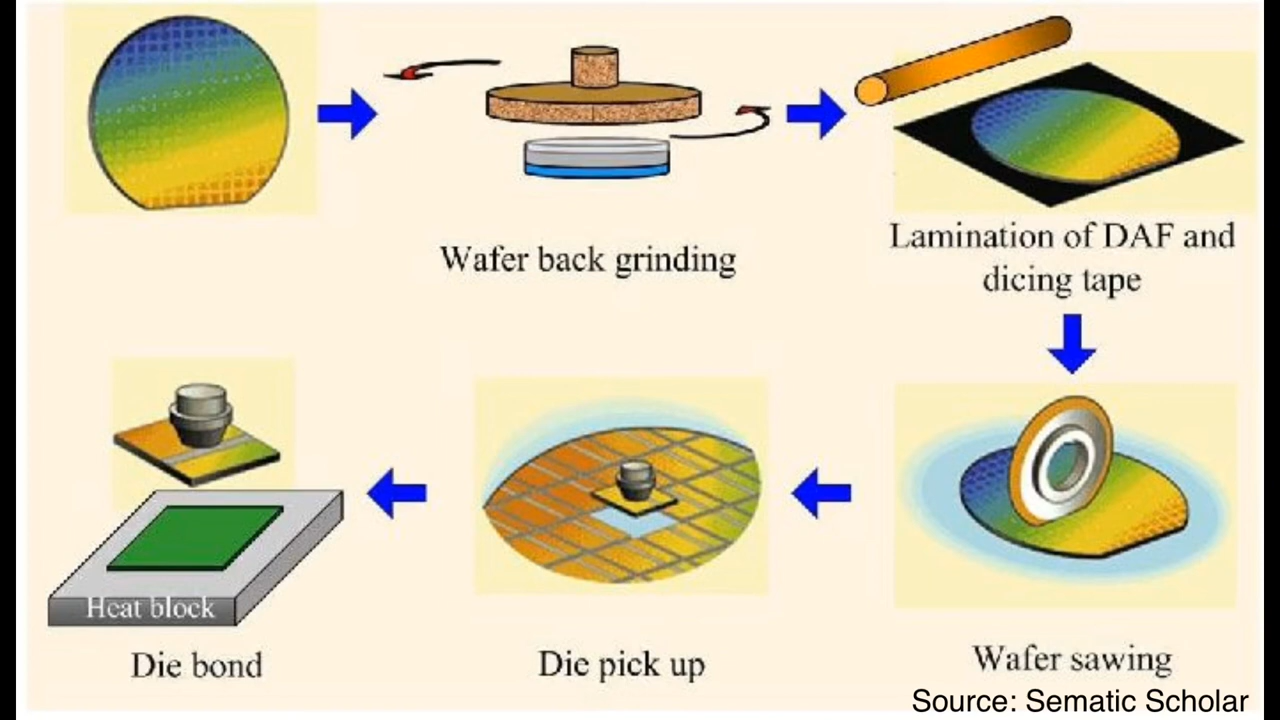 Wafer back grinding
Lamination of DAF and
dicing tape
Heat block
Die bond
Die pick up
Wafer sawing
Source: Sematic Scholar